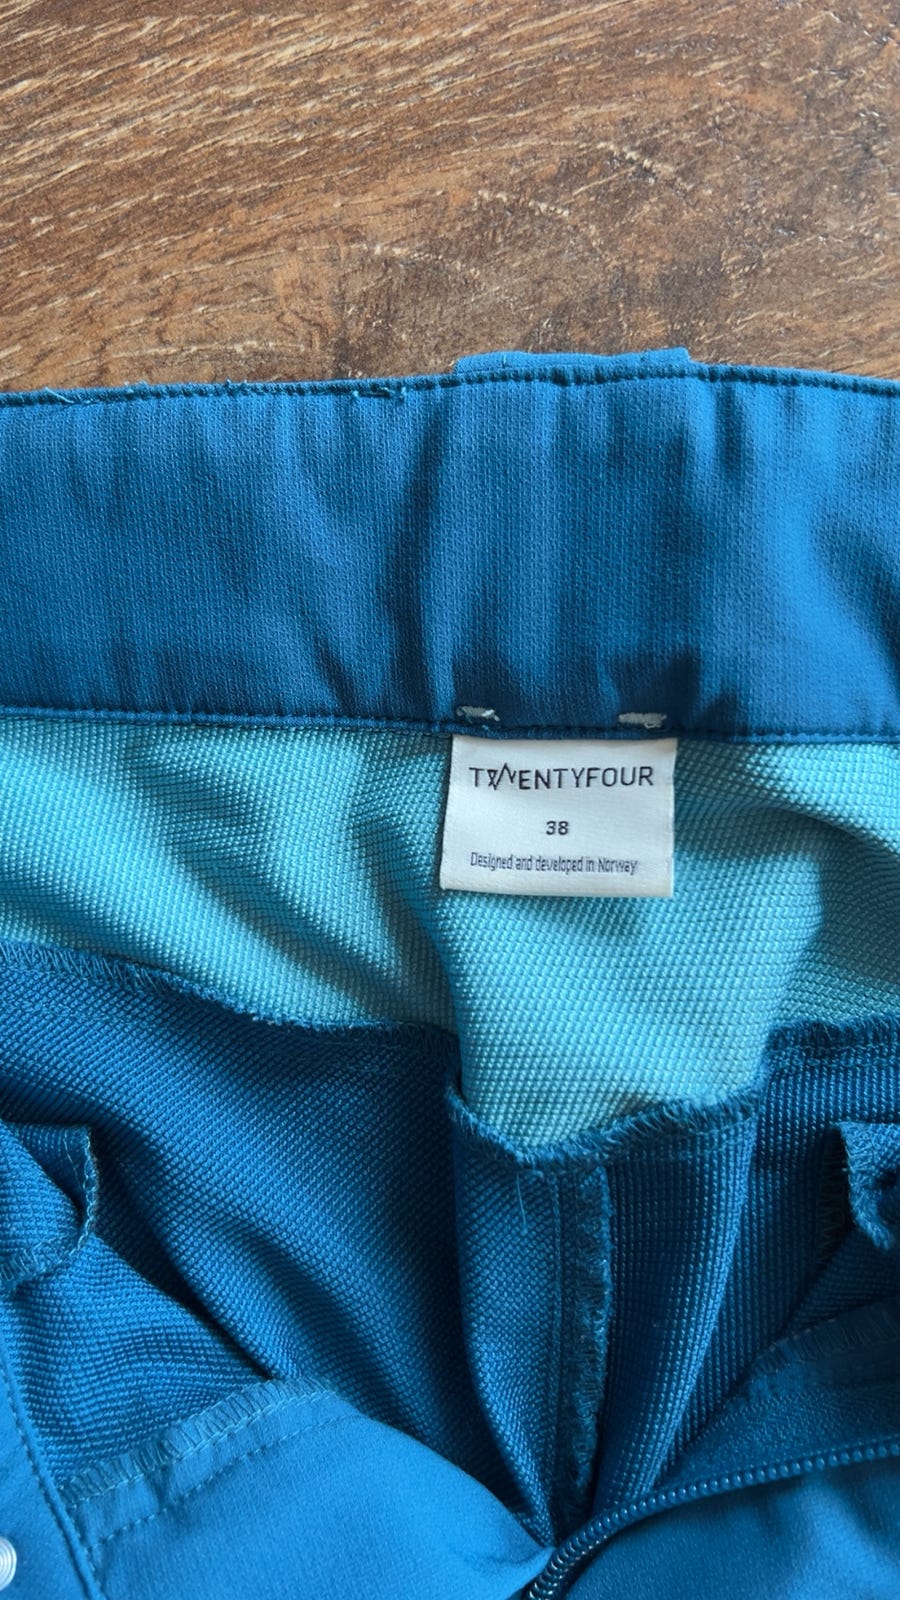 TWENTYFOUR
38
Designed and developed in Norway